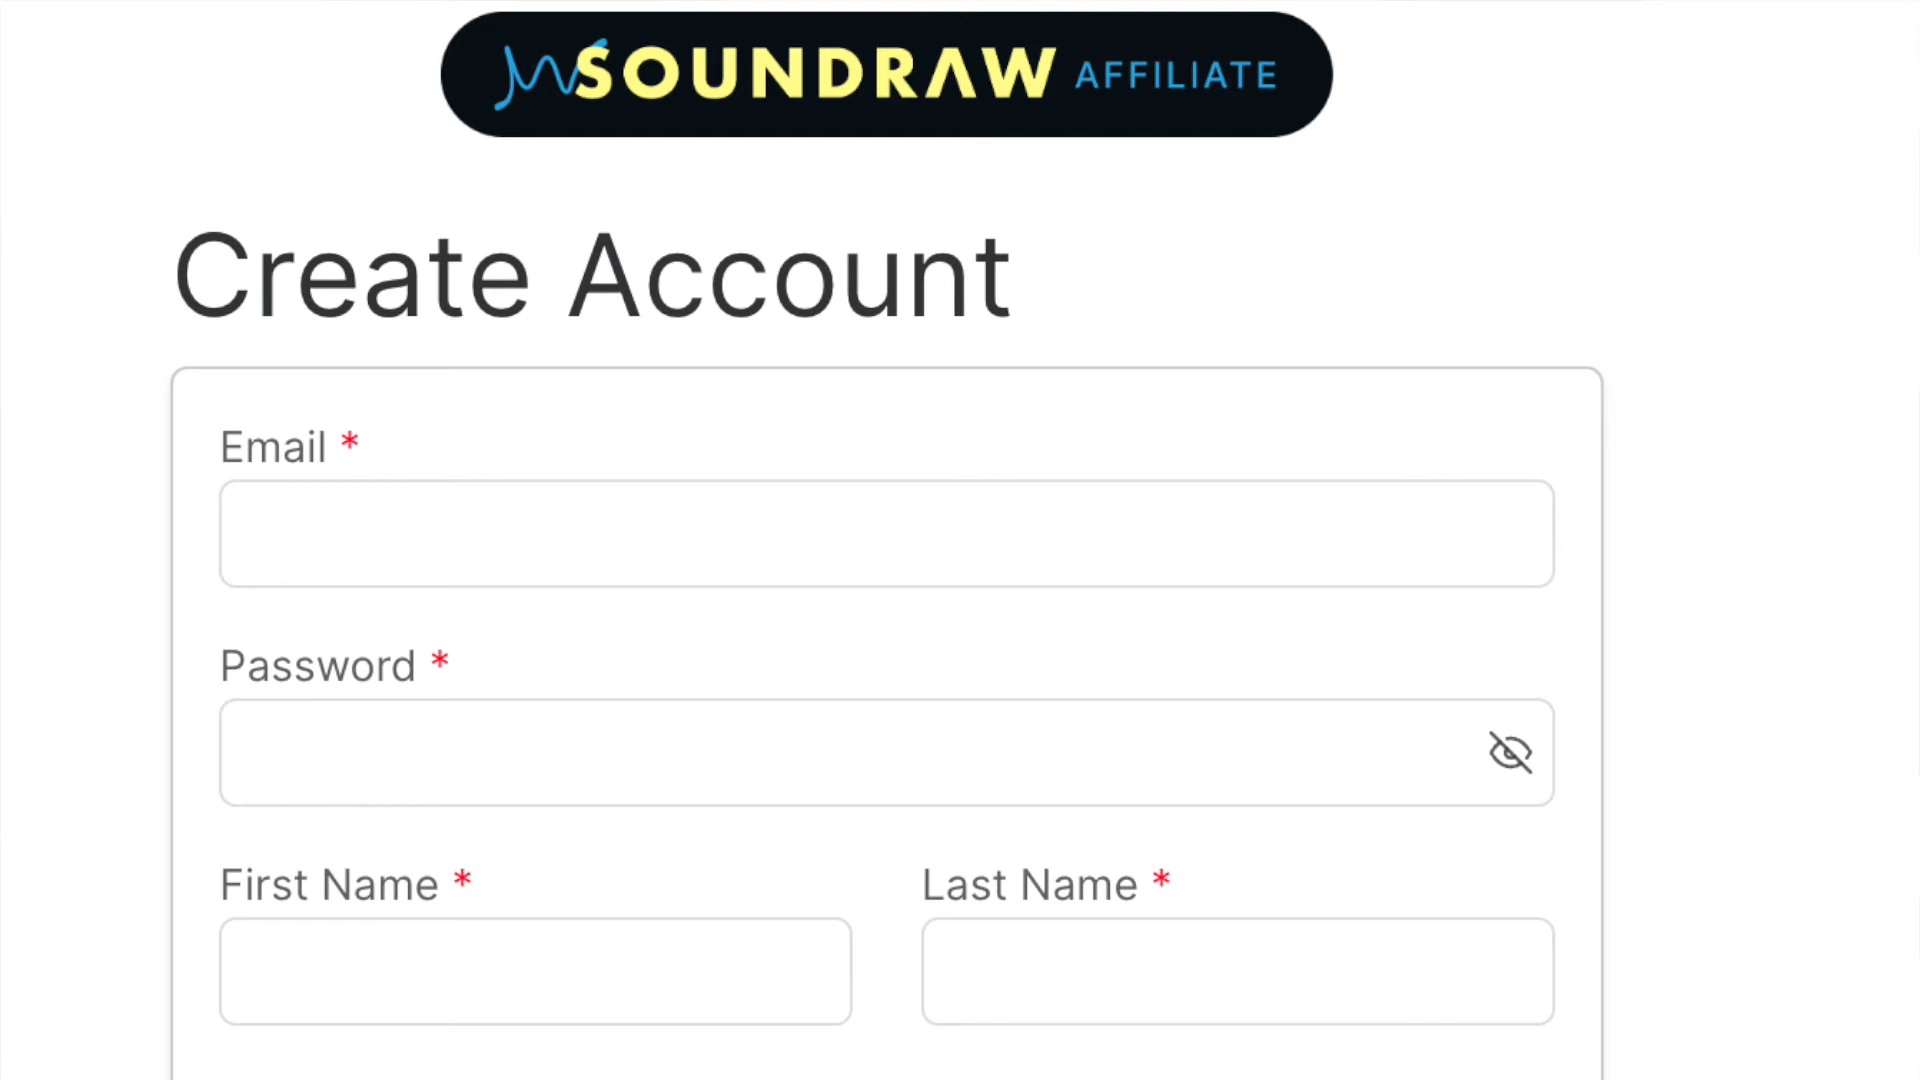 SOUNDRAW AFFILIATE
Create Account
Email *
Password *
First Name * Last Name *